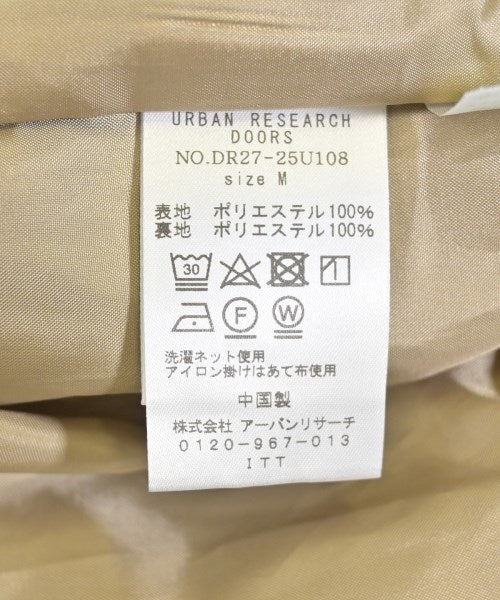 URBAN RESEARCH
DOORS
NO.DR27-25U108
size M
表地 ポリエステル100%
裏地 ポリエステル100%
30
F W
洗濯ネット使用
アイロン掛けはあて布使用
中国製
株式会社 アーバンリサーチ
0120-967-013
ITT